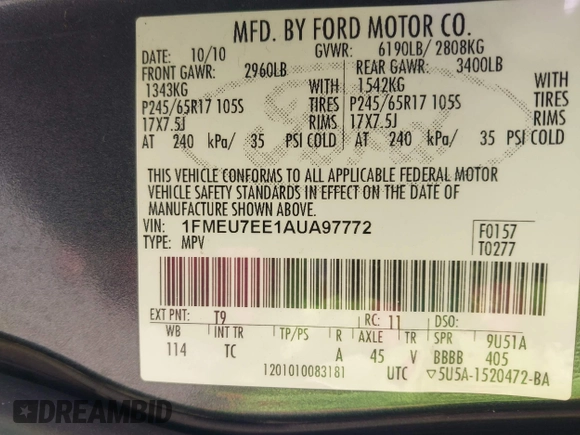 MFD. BY FORD MOTOR CO.
DATE: 10/10 GVWR: 6190LB/ 2808KG
FRONT GAWR: 2960LB REAR GAWR: 3400LB
1343KG WITH 1542KG WITH
P245/65R17 105S TIRES P245/65R17 105S TIRES
17X7.5J RIMS 17X7.5J RIMS
AT 240 kPa/ 35 PSI COLD AT 240 kPa/ 35 PSI COLD
THIS VEHICLE CONFORMS TO ALL APPLICABLE FEDERAL MOTOR
VEHICLE SAFETY STANDARDS IN EFFECT ON THE DATE OF
MANUFACTURE SHOWN ABOVE.
VIN: 1FMEU7EE1AUA97772 F0157
TYPE: MPV T0277
EXT PNT: T9 RC: 11 DSO:
WB INT TR TP/PS R AXLE TR SPR 9U51A
114 TC A 45 V BBBB 405
1201010083181 UTC ▽5U5A-1520472-BA
DREAMBID